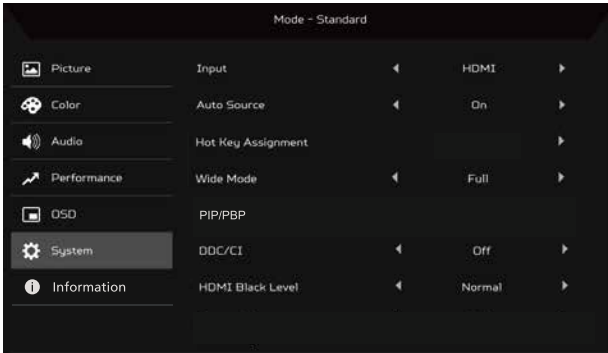 Mode - Standard
Picture
Input HDMI
Color
Auto Source On
Audio
Hot Key Assignment
Performance
Wide Mode Full
OSD
PIP/PBP
System
DDC/CI Off
Information
HDMI Black Level Normal